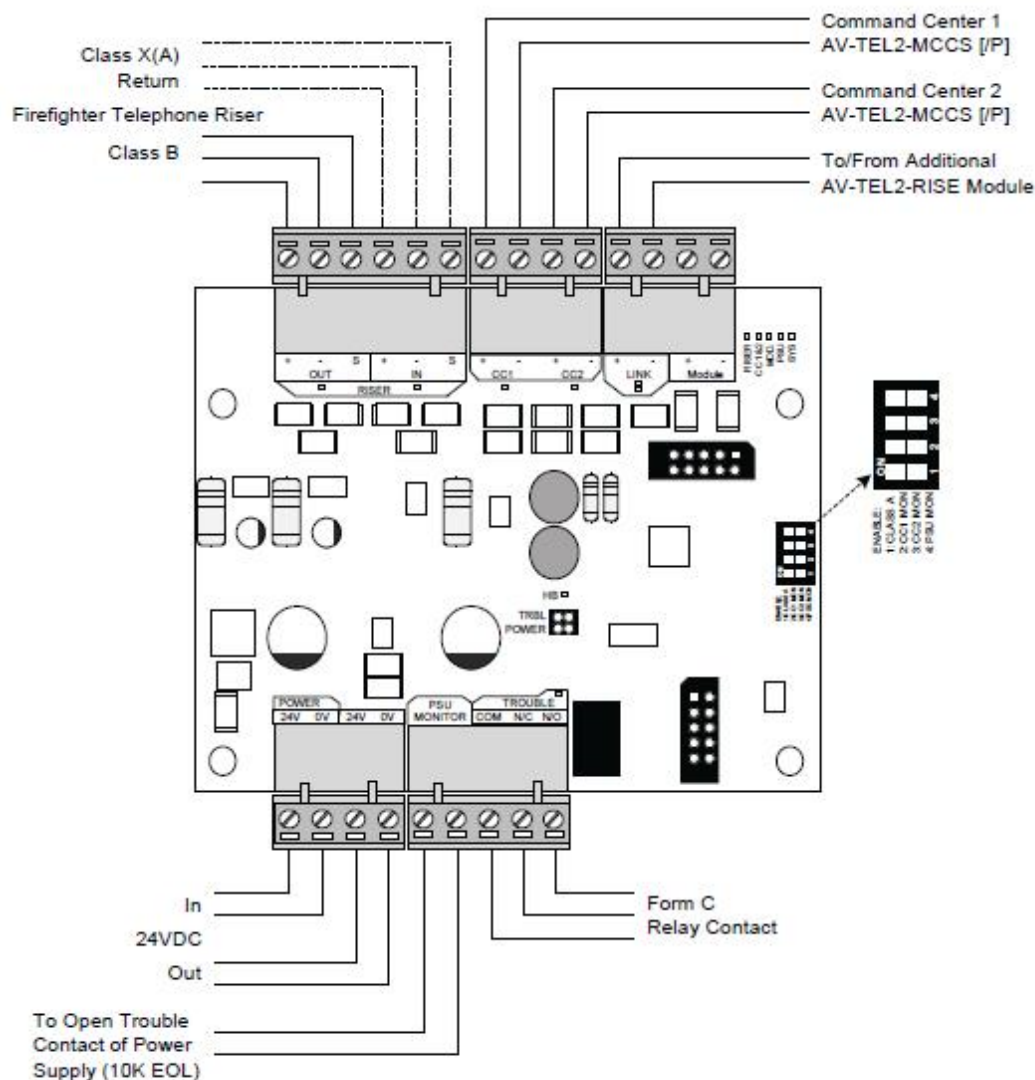 Class X(A)
Return
Firefighter Telephone Riser
Class B
Command Center 1
AV-TEL2-MCCS [/P]
Command Center 2
AV-TEL2-MCCS [/P]
To/From Additional
AV-TEL2-RISE Module
+ - S + - S
OUT IN
RISER
+ - + -
CC1 CC2
+ - + -
LINK Module
RISER
CC1&2
MOD.
PSU
SYS
ON
1 2 3 4
ENABLE:
1:CLASS A
2:CC1 MON
3:CC2 MON
4:PSU MON
HB
TRBL
POWER
POWER
24V 0V 24V 0V
PSU
MONITOR
TROUBLE
COM N/C N/O
In
24VDC
Out
To Open Trouble
Contact of Power
Supply (10K EOL)
Form C
Relay Contact